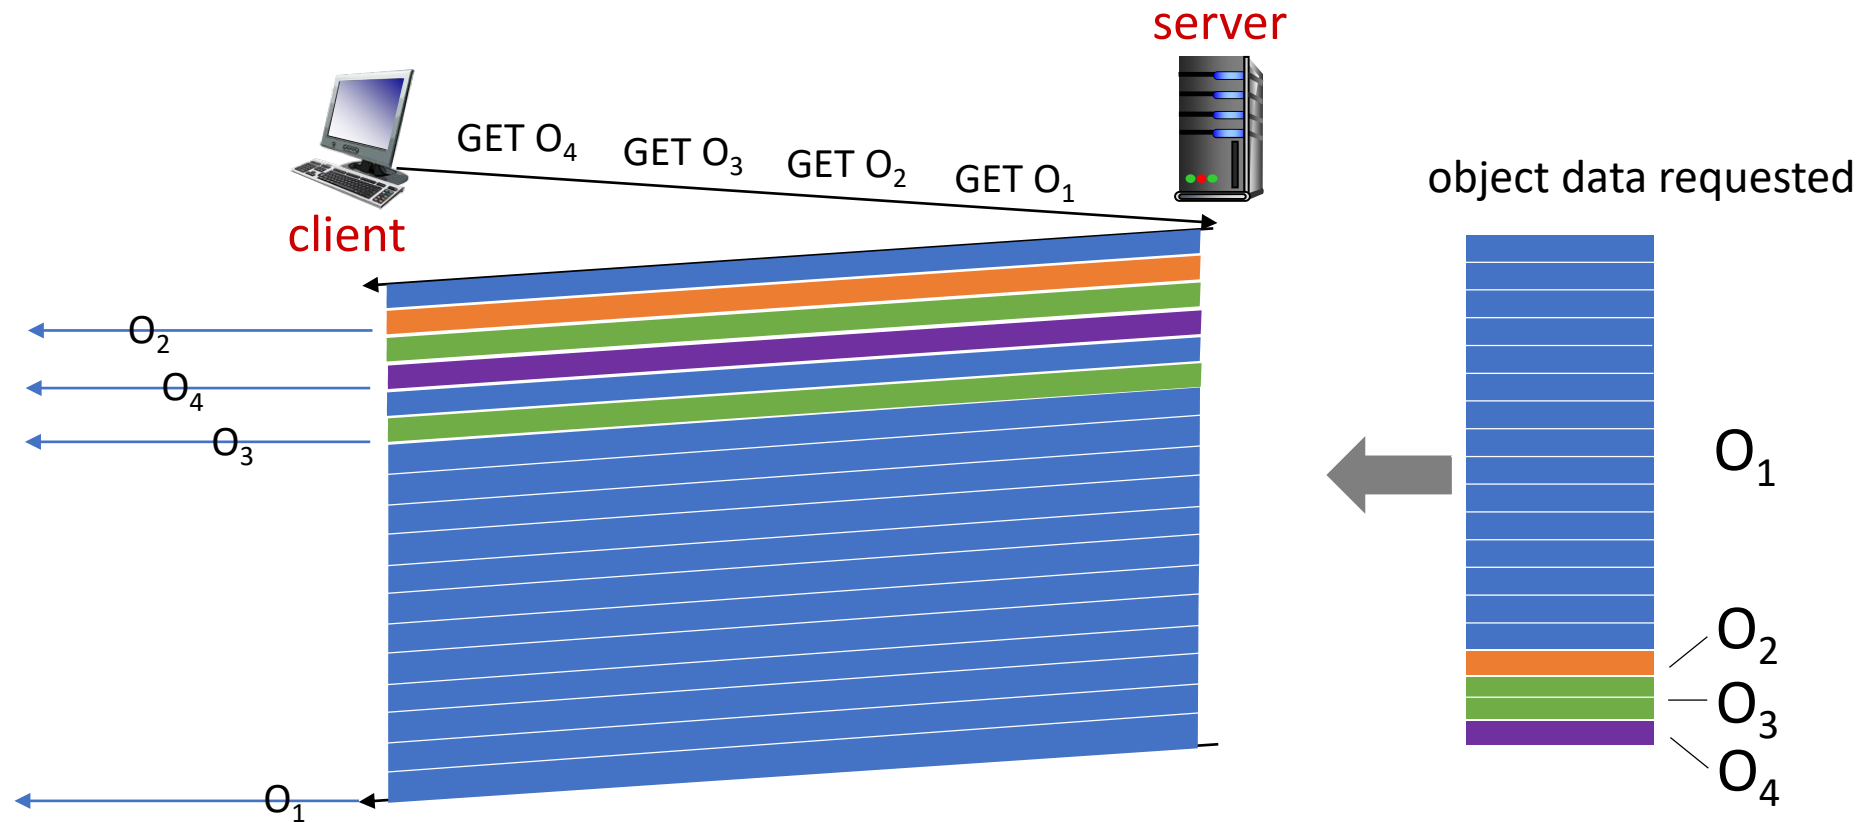 server
GET O₄
GET O₃
GET O₂
GET O₁
object data requested
client
O₂
O₄
O₃
O₁
O₁
O₂
O₃
O₄